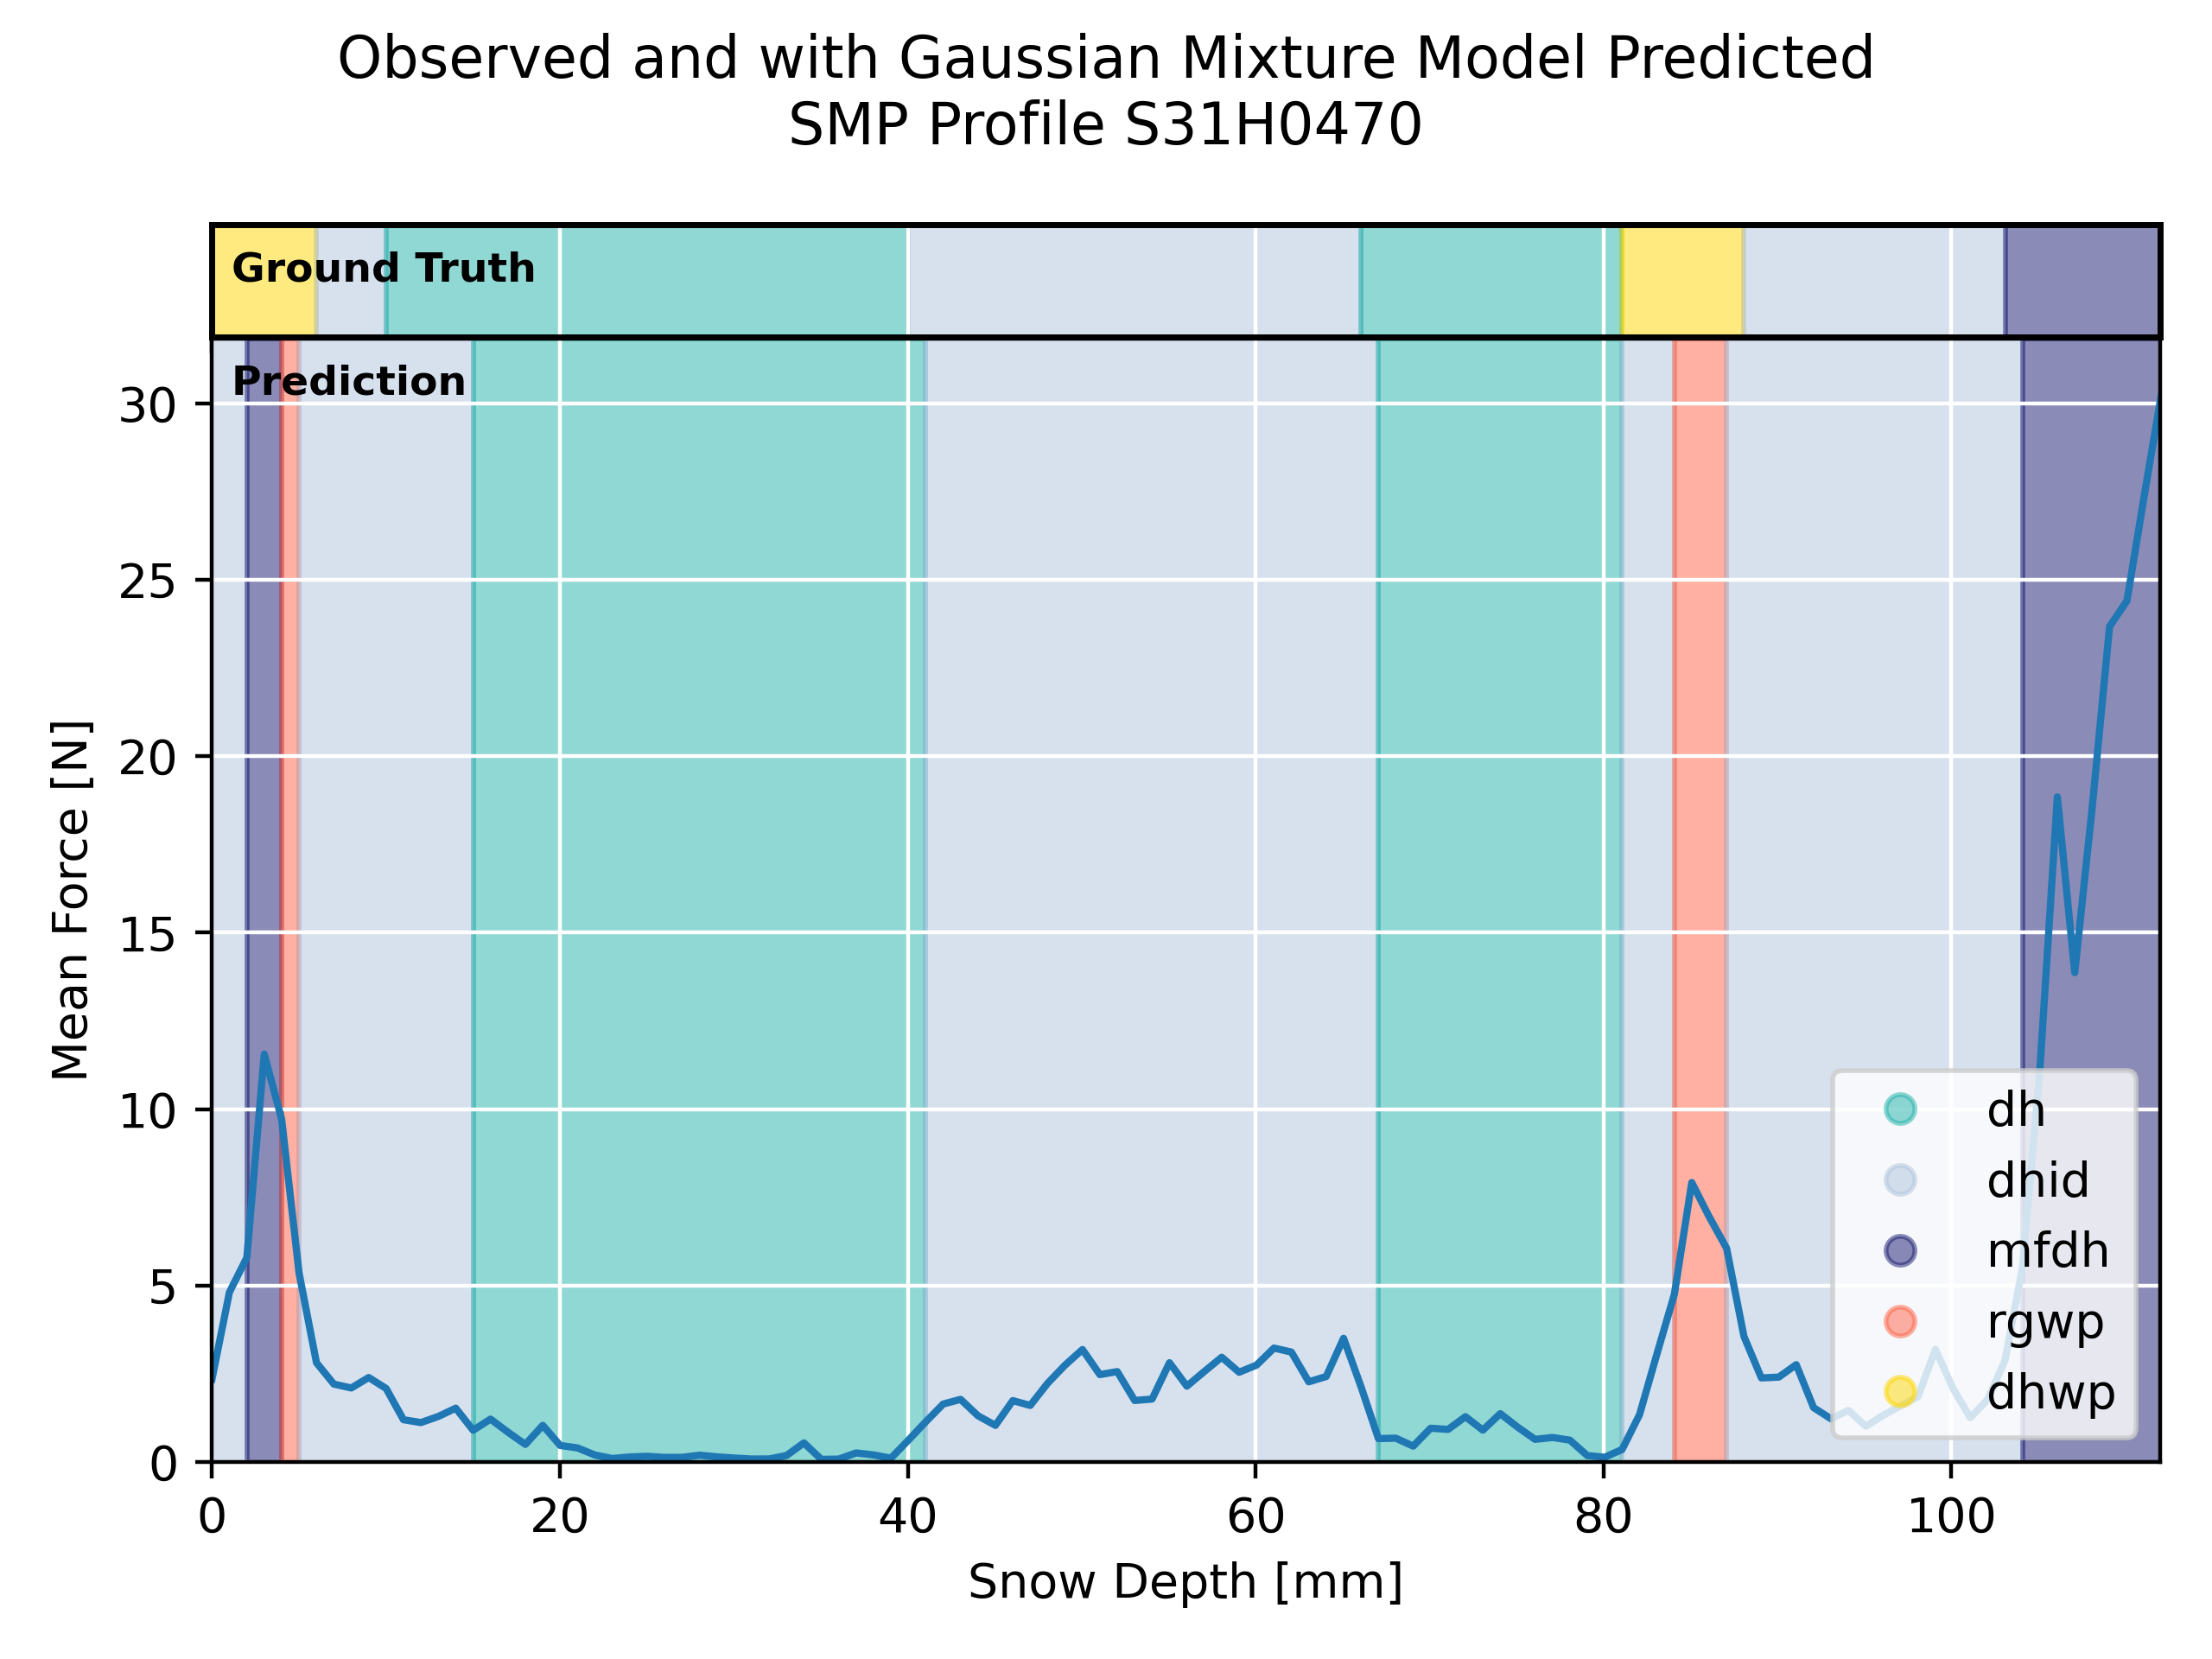 Observed and with Gaussian Mixture Model Predicted
SMP Profile S31H0470
Ground Truth
Prediction
30
25
20
15
10
5
0
Mean Force [N]
dh
dhid
mfdh
rgwp
dhwp
0 20 40 60 80 100
Snow Depth [mm]